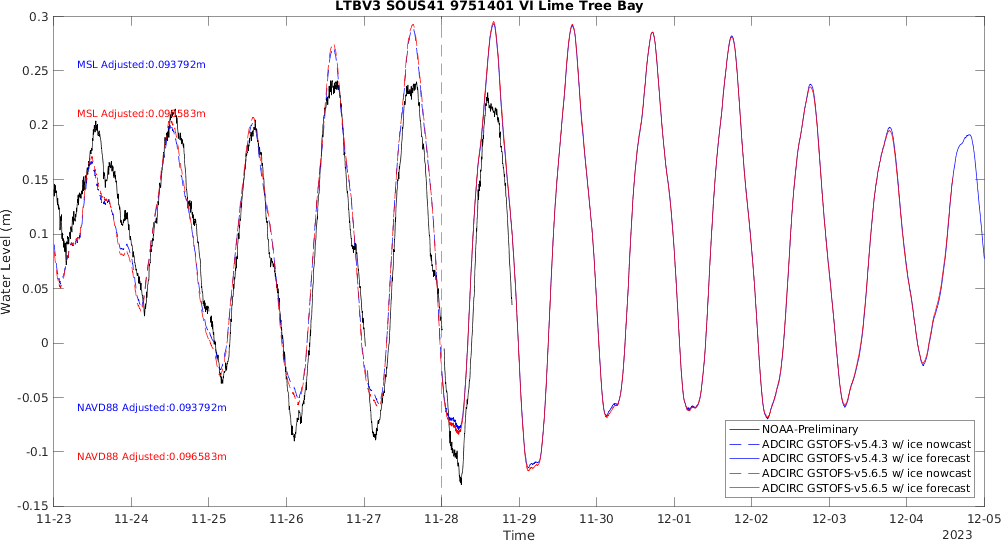 LTBV3 SOUS41 9751401 VI Lime Tree Bay
0.3
0.25
0.2
0.15
0.1
0.05
0
-0.05
-0.1
-0.15
Water Level (m)
MSL Adjusted:0.093792m
MSL Adjusted:0.096583m
NAVD88 Adjusted:0.093792m
NAVD88 Adjusted:0.096583m
NOAA-Preliminary
ADCIRC GSTOFS-v5.4.3 w/ ice nowcast
ADCIRC GSTOFS-v5.4.3 w/ ice forecast
ADCIRC GSTOFS-v5.6.5 w/ ice nowcast
ADCIRC GSTOFS-v5.6.5 w/ ice forecast
11-23 11-24 11-25 11-26 11-27 11-28 11-29 11-30 12-01 12-02 12-03 12-04 12-05
Time
2023